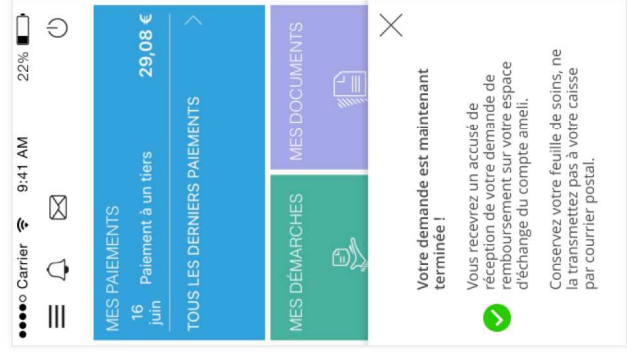 ●●●●○ Carrier 9:41 AM 22%
MES PAIEMENTS
16
juin
Paiement à un tiers 29,08 €
TOUS LES DERNIERS PAIEMENTS
MES DÉMARCHES
MES DOCUMENTS
Votre demande est maintenant
terminée !
Vous recevrez un accusé de
réception de votre demande de
remboursement sur votre espace
d'échange du compte ameli.
Conservez votre feuille de soins, ne
la transmettez pas à votre caisse
par courrier postal.